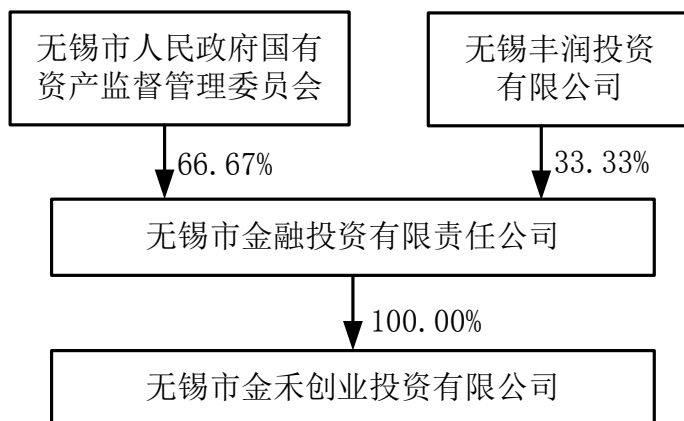 无锡市人民政府国有
资产监督管理委员会
无锡丰润投资
有限公司
66.67%
33.33%
无锡市金融投资有限责任公司
100.00%
无锡市金禾创业投资有限公司